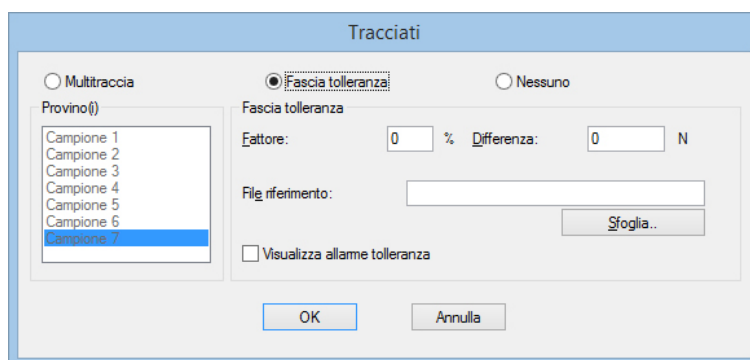 Tracciati
Multitraccia
Fascia tolleranza
Nessuno
Provino(i)
Campione 1
Campione 2
Campione 3
Campione 4
Campione 5
Campione 6
Campione 7
Fascia tolleranza
Fattore: 0 % Differenza: 0 N
File riferimento:
Sfoglia..
Visualizza allarme tolleranza
OK
Annulla